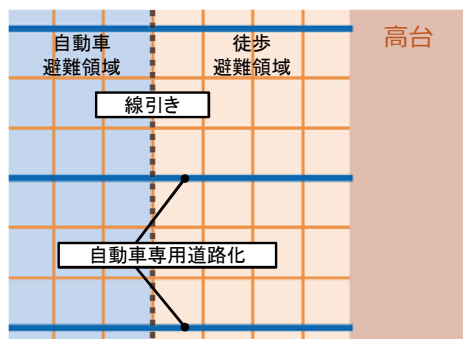 自動車
避難領域
徒歩
避難領域
高台
線引き
自動車専用道路化